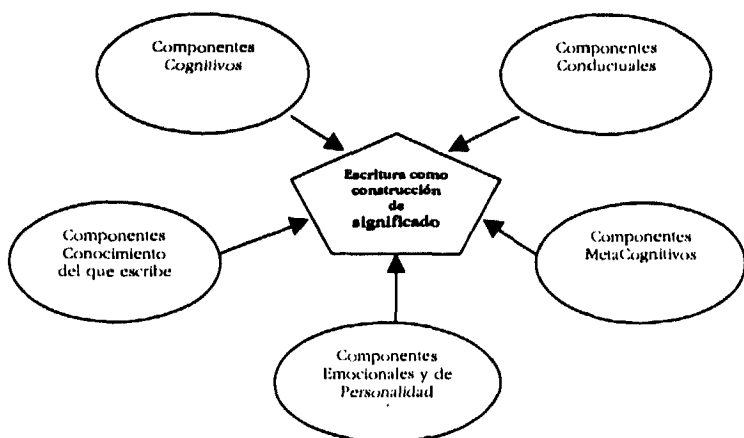 Componentes
Cognitivos
Componentes
Conductuales
Escritura como
construcción
de
significado
Componentes
Conocimiento
del que escribe
Componentes
MetaCognitivos
Componentes
Emocionales y de
Personalidad